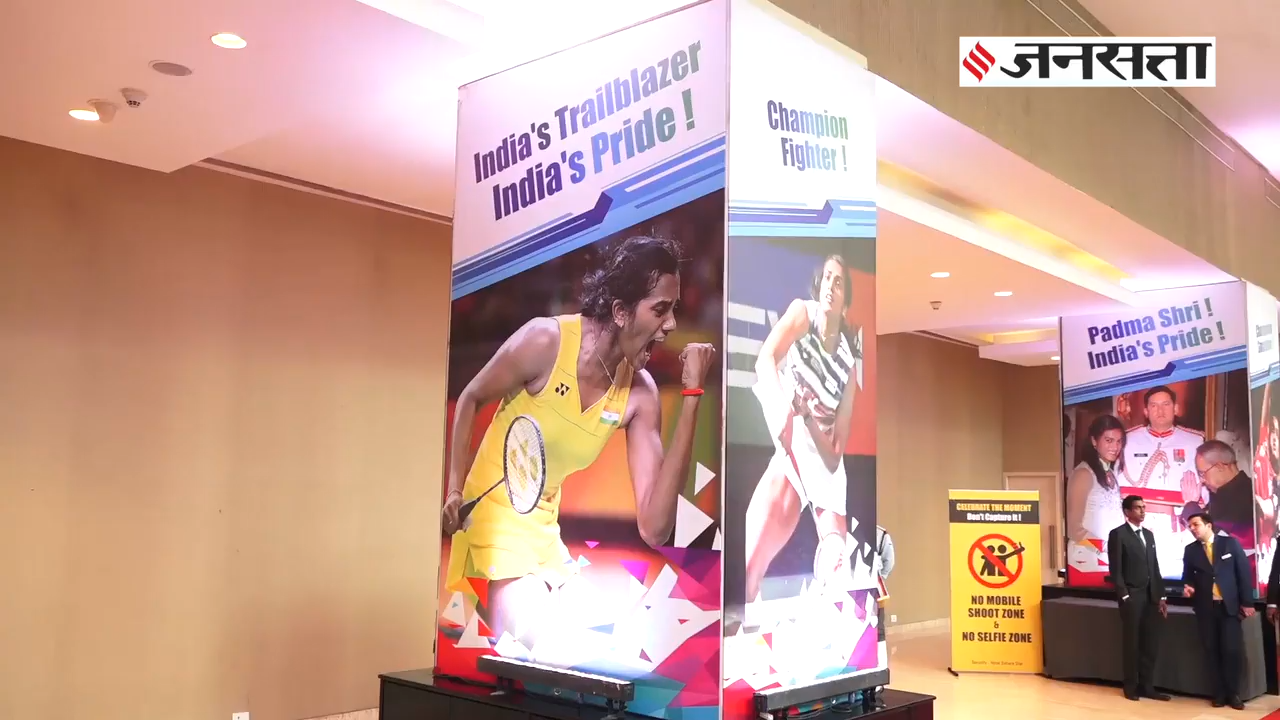 जनसत्ता
India's Trailblazer
India's Pride !
Champion
Fighter !
Padma Shri !
India's Pride !
CELEBRATE THE MOMENT
Don't Capture It !
NO MOBILE
SHOOT ZONE
&
NO SELFIE ZONE